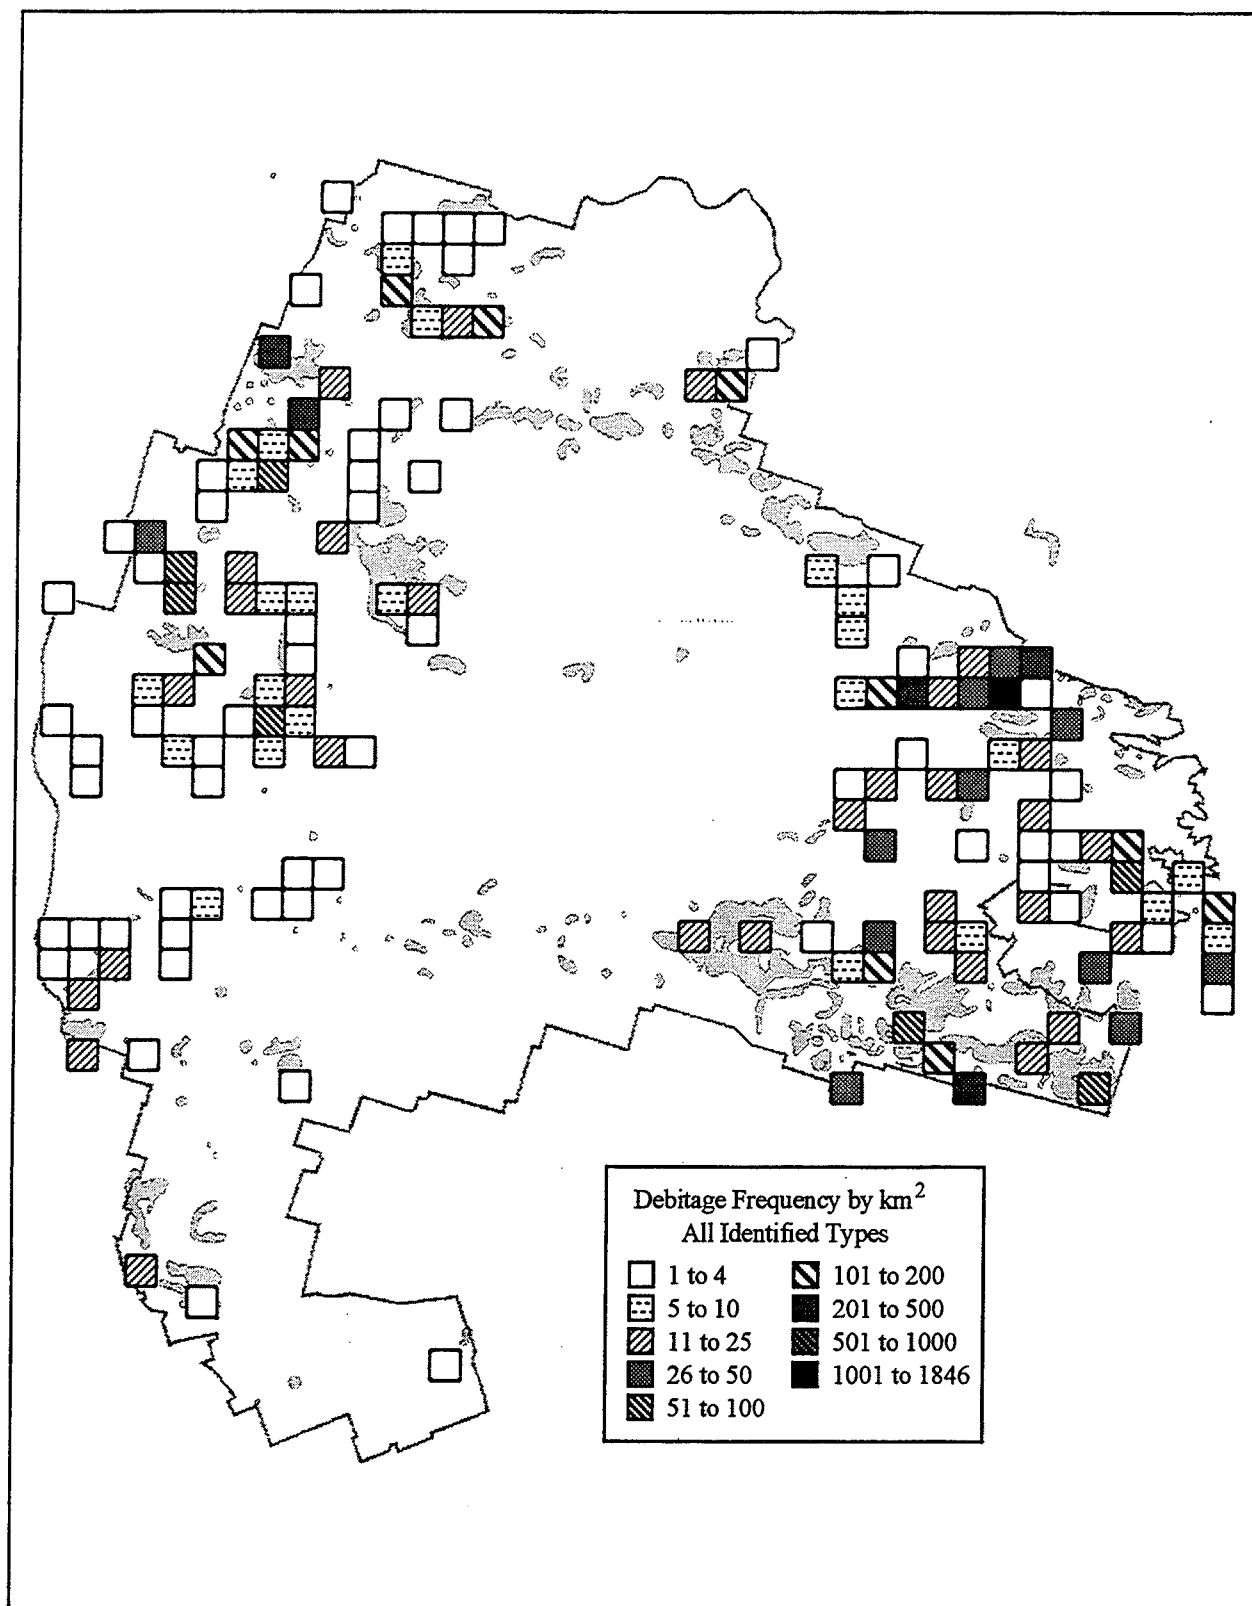 Debitage Frequency by km2
All Identified Types
1 to 4
5 to 10
11 to 25
26 to 50
51 to 100
101 to 200
201 to 500
501 to 1000
1001 to 1846